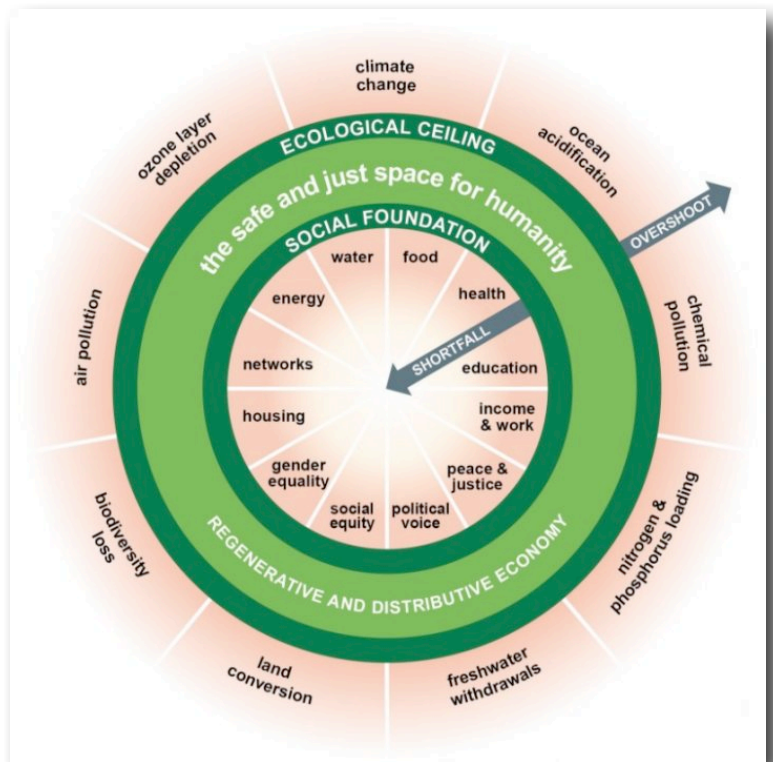 climate
change
ocean
acidification
chemical
pollution
nitrogen &
phosphorus loading
freshwater
withdrawals
land
conversion
biodiversity
loss
air pollution
ozone layer
depletion
ECOLOGICAL CEILING
the safe and just space for humanity
SOCIAL FOUNDATION
OVERSHOOT
SHORTFALL
water
food
health
education
income
& work
peace &
justice
political
voice
social
equity
gender
equality
housing
networks
energy
REGENERATIVE AND DISTRIBUTIVE ECONOMY